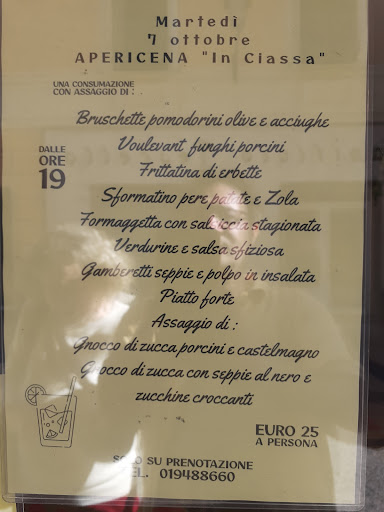 Martedì
7 ottobre
APERICENA "In Ciassa"
UNA CONSUMAZIONE
CON ASSAGGIO DI :
Bruschette pomodorini olive e acciughe
Voulevant funghi porcini
Frittatina di erbette
DALLE
ORE
19
Sformatino pere patate e Zola
Formaggetta con salsiccia stagionata
Verdurine e salsa sfiziosa
Gamberetti seppie e polpo in insalata
Piatto forte
Assaggio di :
Gnocco di zucca porcini e castelmagno
Gnocco di zucca con seppie al nero e
zucchine croccanti
EURO 25
A PERSONA
SOLO SU PRENOTAZIONE
TEL. 019488660